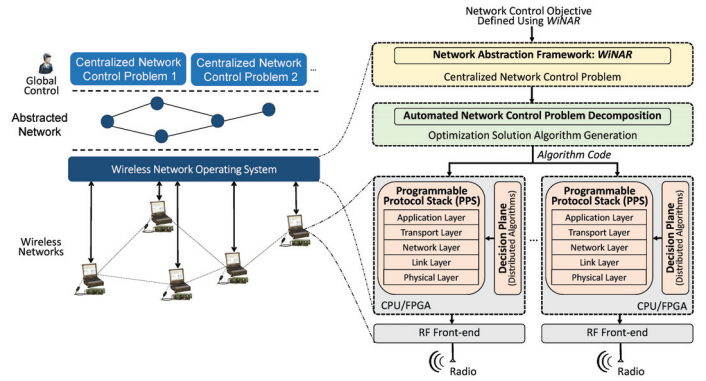 Global
Control
Centralized Network
Control Problem 1
Centralized Network
Control Problem 2
...
Abstracted
Network
Wireless Network Operating System
Wireless
Networks
Network Control Objective
Defined Using WiNAR
Network Abstraction Framework: WiNAR
Centralized Network Control Problem
Automated Network Control Problem Decomposition
Optimization Solution Algorithm Generation
Algorithm Code
Programmable
Protocol Stack (PPS)
Application Layer
Transport Layer
Network Layer
Link Layer
Physical Layer
Decision Plane
(Distributed Algorithms)
CPU/FPGA
...
Programmable
Protocol Stack (PPS)
Application Layer
Transport Layer
Network Layer
Link Layer
Physical Layer
Decision Plane
(Distributed Algorithms)
CPU/FPGA
RF Front-end
RF Front-end
Radio
Radio